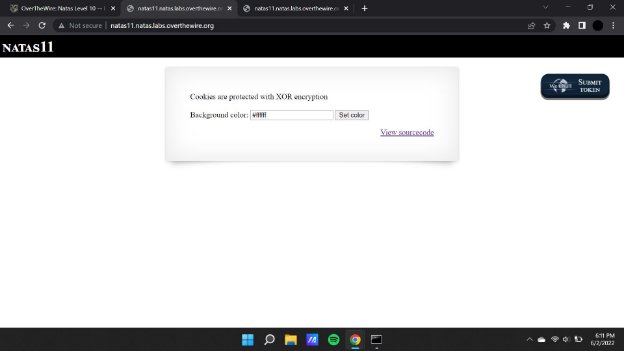 OverTheWire: Natas Level 10 –
natas11.natas.labs.overthewire.or
natas11.natas.labs.overthewire.o
Not secure | natas11.natas.labs.overthewire.org
NATAS11
SUBMIT
TOKEN
Cookies are protected with XOR encryption
Background color: #ffffff Set color
View sourcecode
6:11 PM
6/2/2022